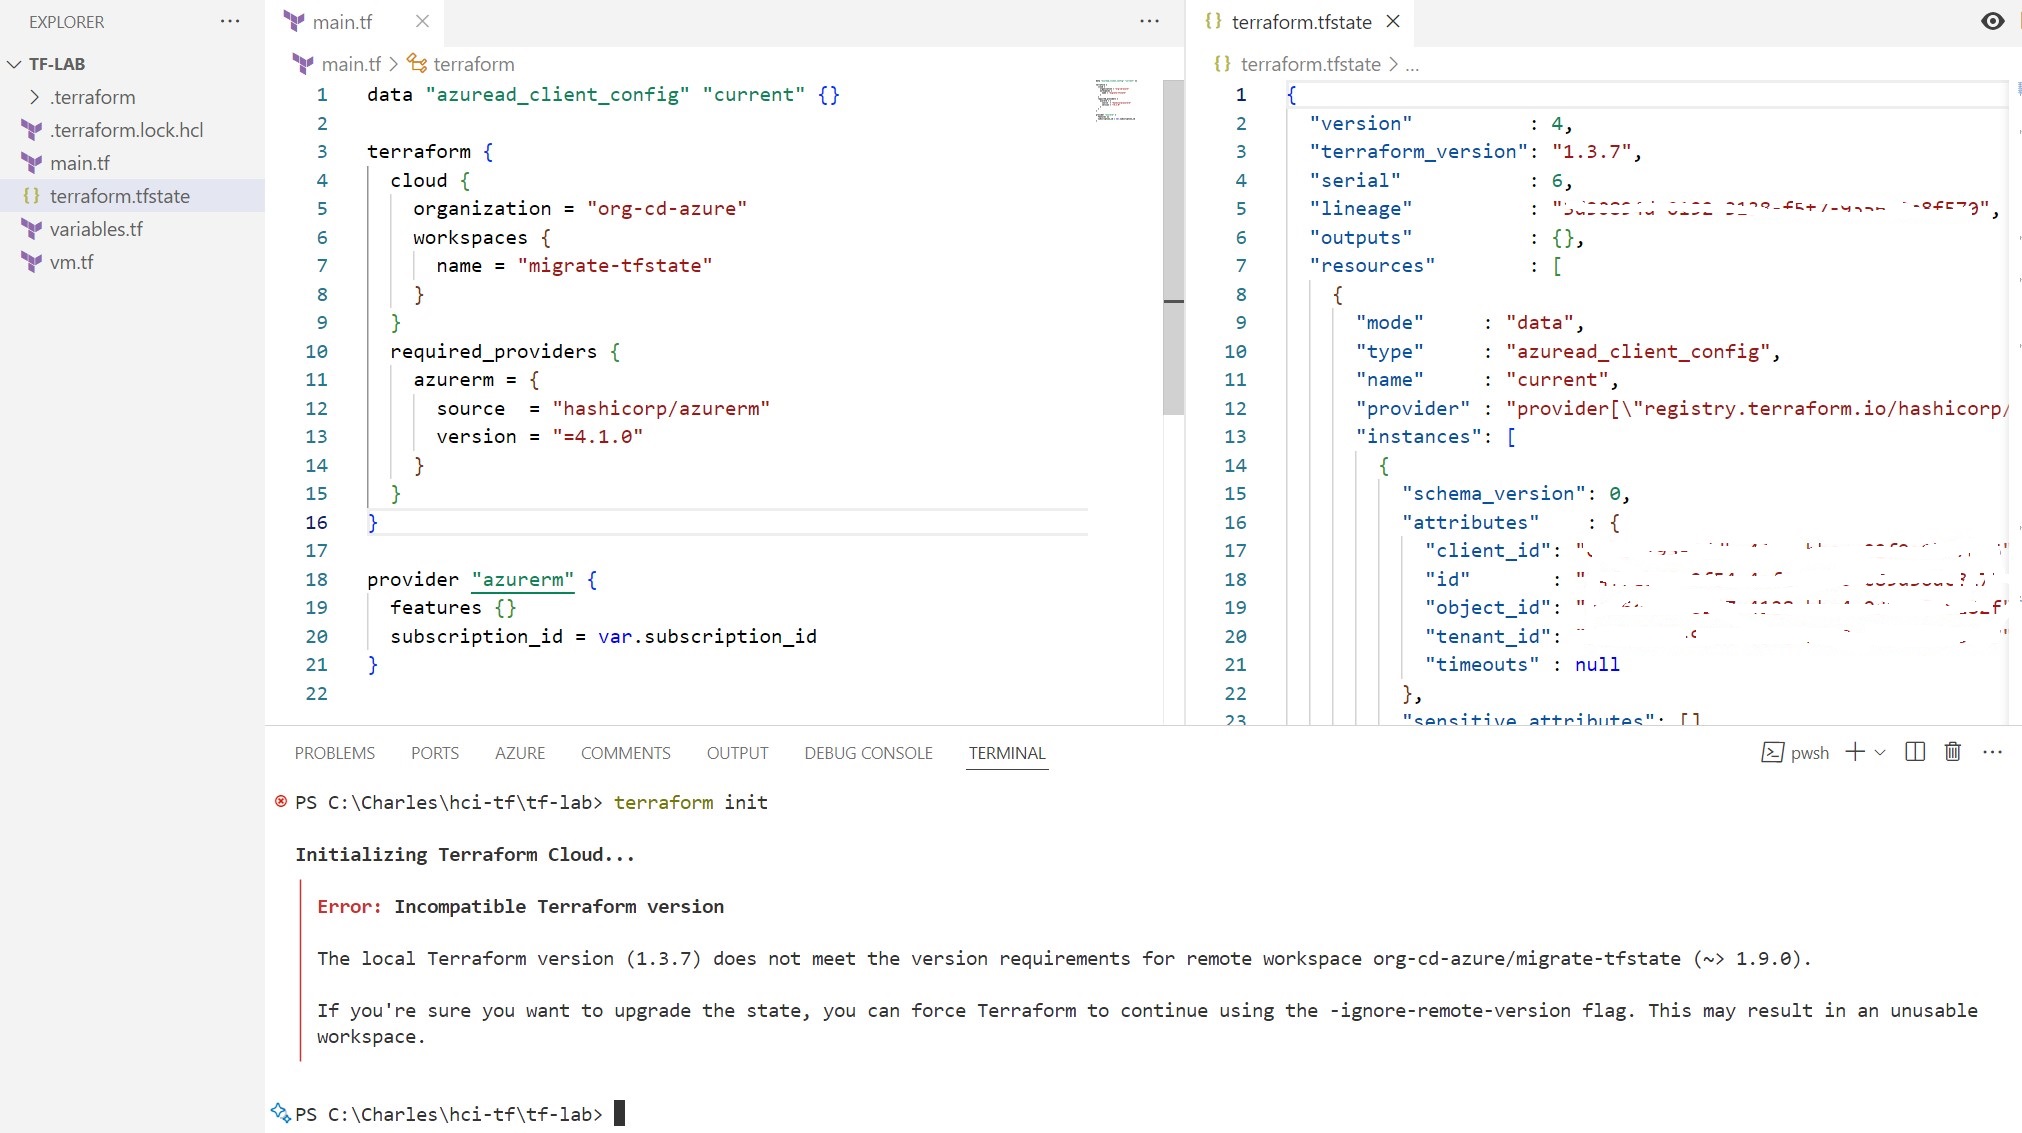 EXPLORER
TF-LAB
.terraform
.terraform.lock.hcl
main.tf
terraform.tfstate
variables.tf
vm.tf
main.tf
main.tf > terraform
1 data "azuread_client_config" "current" {}
2
3 terraform {
4 cloud {
5 organization = "org-cd-azure"
6 workspaces {
7 name = "migrate-tfstate"
8 }
9 }
10 required_providers {
11 azurerm = {
12 source  = "hashicorp/azurerm"
13 version = "=4.1.0"
14 }
15 }
16 }
17
18 provider "azurerm" {
19 features {}
20 subscription_id = var.subscription_id
21 }
22
terraform.tfstate
terraform.tfstate > ...
1 {
2 "version" : 4,
3 "terraform_version": "1.3.7",
4 "serial" : 6,
5 "lineage" :
6 "outputs" : {},
7 "resources" : [
8 {
9 "mode" : "data",
10 "type" : "azuread_client_config",
11 "name" : "current",
12 "provider" : "provider[\"registry.terraform.io/hashicorp/
13 "instances": [
14 {
15 "schema_version": 0,
16 "attributes" : {
17 "client_id":
18 "id" :
19 "object_id":
20 "tenant_id":
21 "timeouts" : null
22 },
23 "sensitive_attributes": []
PROBLEMS PORTS AZURE COMMENTS OUTPUT DEBUG CONSOLE TERMINAL
pwsh
PS C:\Charles\hci-tf\tf-lab> terraform init
Initializing Terraform Cloud...
Error: Incompatible Terraform version
The local Terraform version (1.3.7) does not meet the version requirements for remote workspace org-cd-azure/migrate-tfstate (~> 1.9.0).
If you're sure you want to upgrade the state, you can force Terraform to continue using the -ignore-remote-version flag. This may result in an unusable
workspace.
PS C:\Charles\hci-tf\tf-lab>